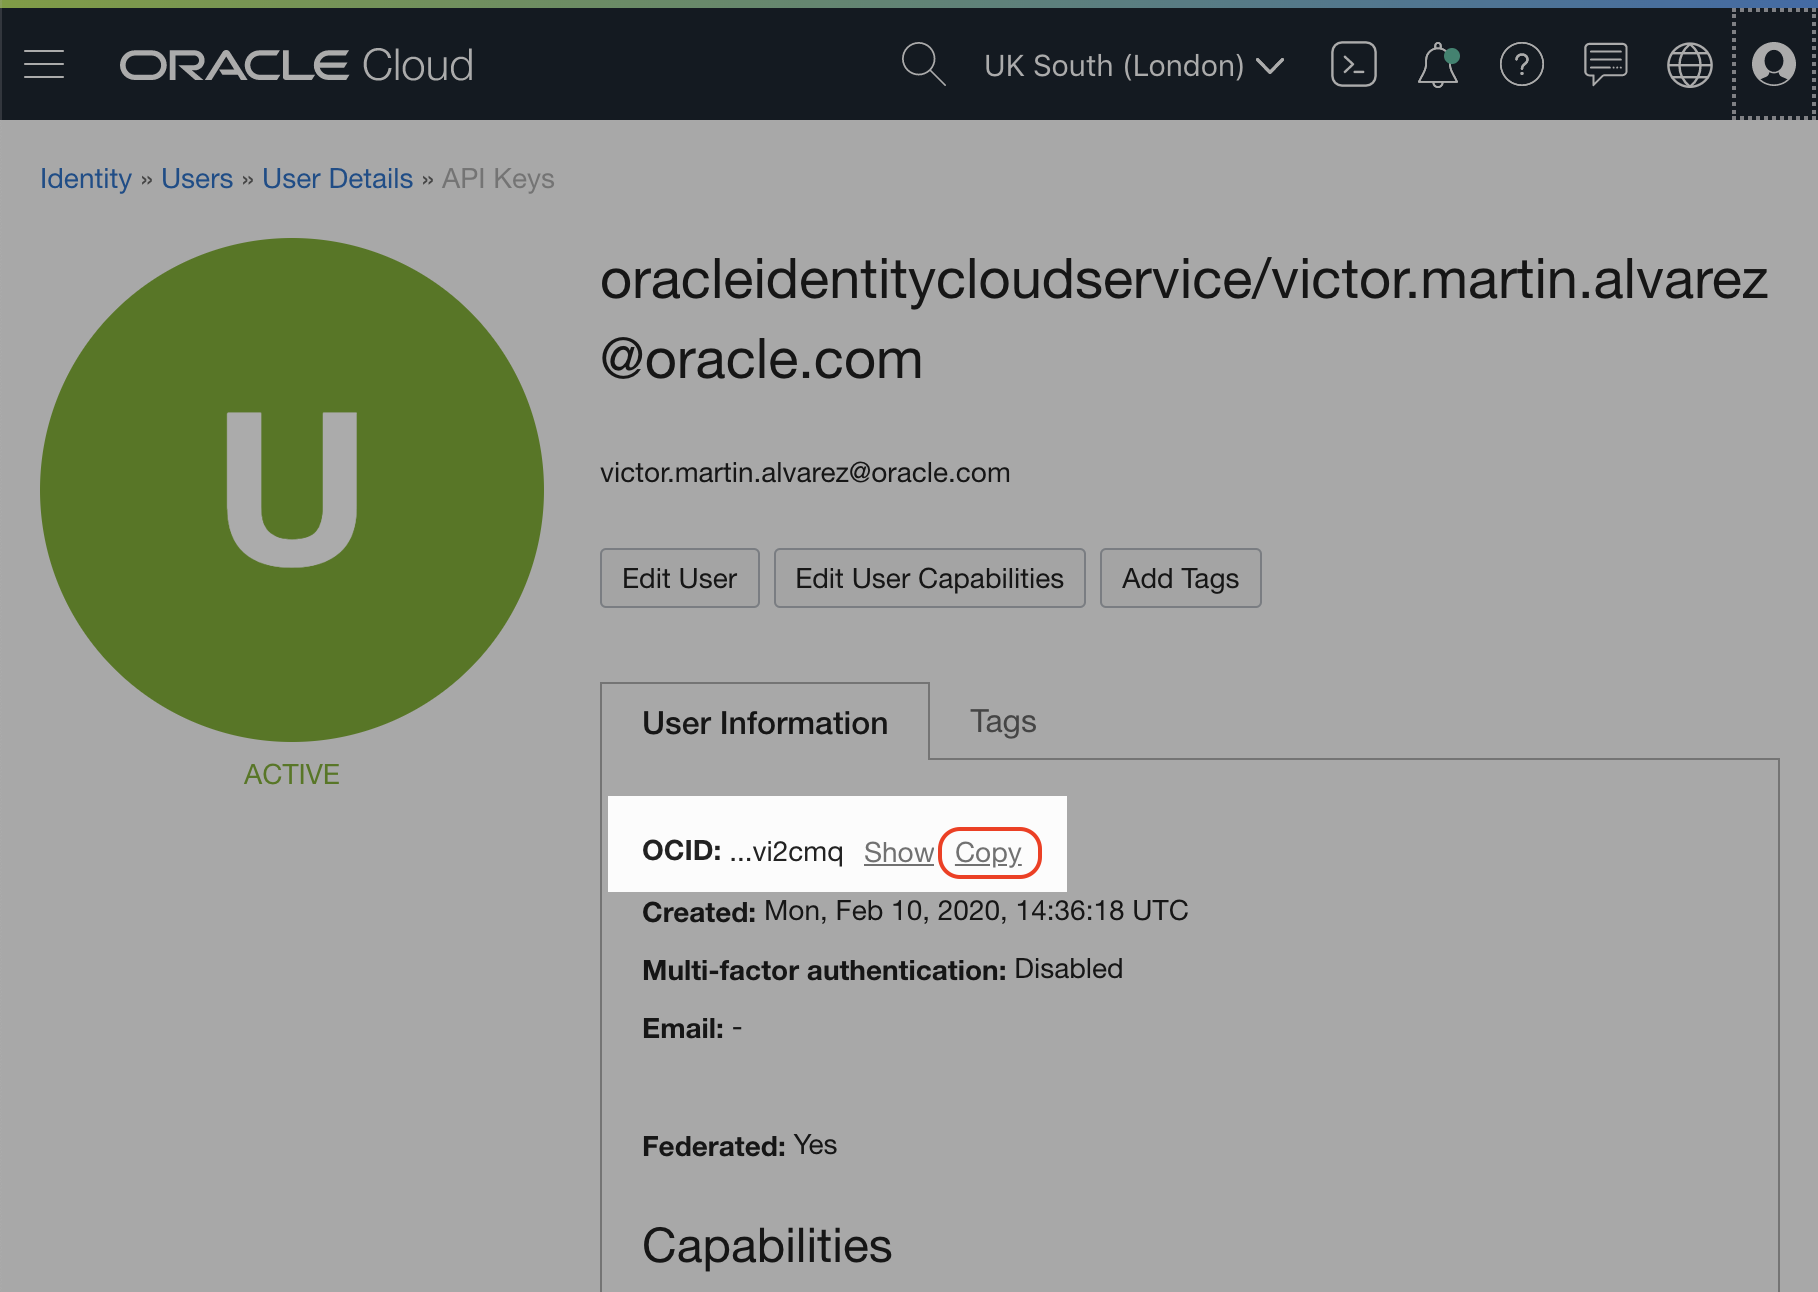 ORACLE Cloud
UK South (London)
Identity » Users » User Details » API Keys
U
ACTIVE
oracleidentitycloudservice/victor.martin.alvarez
@oracle.com
victor.martin.alvarez@oracle.com
Edit User Edit User Capabilities Add Tags
User Information Tags
OCID: ...vi2cmq Show Copy
Created: Mon, Feb 10, 2020, 14:36:18 UTC
Multi-factor authentication: Disabled
Email: -
Federated: Yes
Capabilities